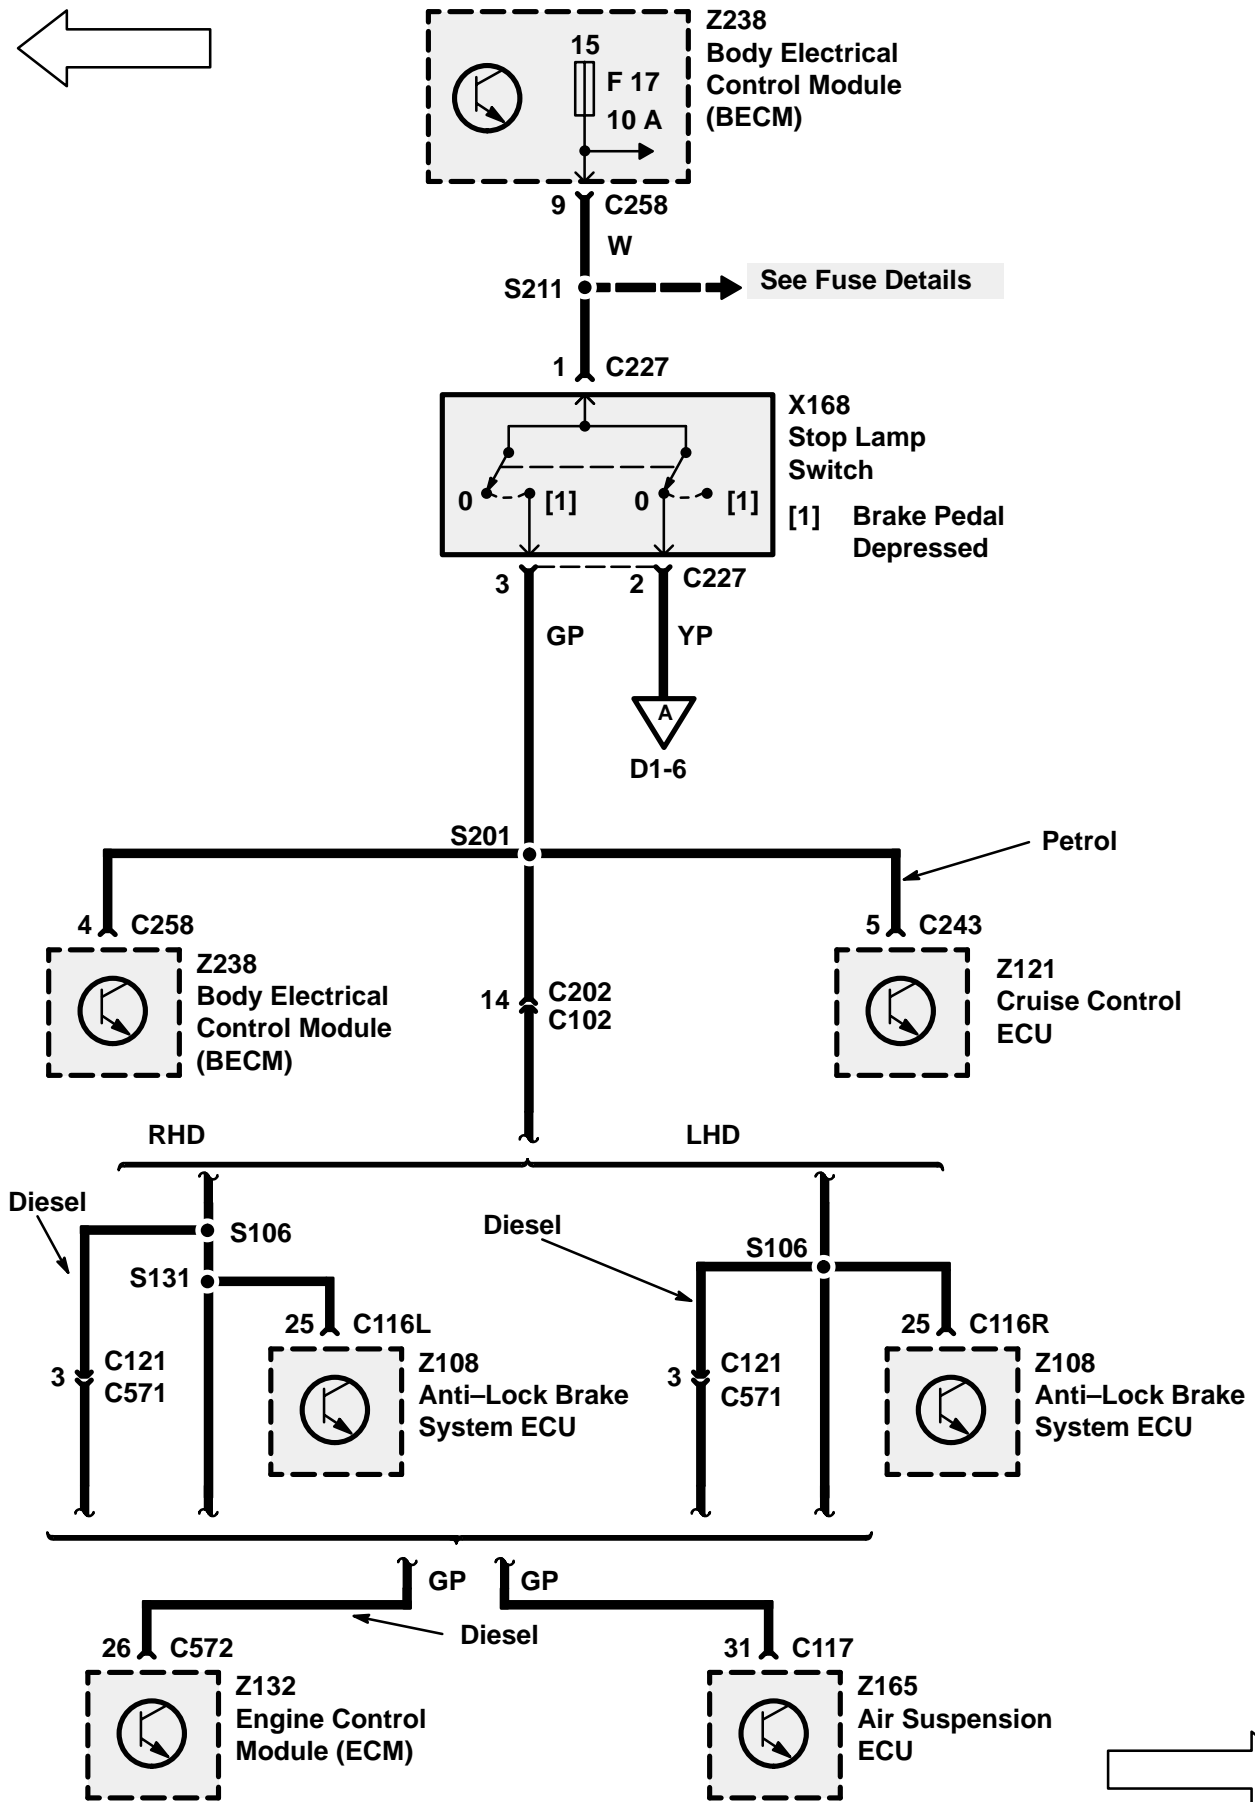 Z238
Body Electrical
Control Module
(BECM)
15
F 17
10 A
9 C258
W
S211
See Fuse Details
1 C227
X168
Stop Lamp
Switch
0 [1] 0 [1]
[1] Brake Pedal
Depressed
3 2 C227
GP YP
A
D1-6
S201
Petrol
4 C258
5 C243
Z238
Body Electrical
Control Module
(BECM)
14 C202
C102
Z121
Cruise Control
ECU
RHD LHD
Diesel
S106
S131
Diesel
S106
25 C116L
25 C116R
3 C121
C571
Z108
Anti–Lock Brake
System ECU
3 C121
C571
Z108
Anti–Lock Brake
System ECU
GP GP
Diesel
26 C572
31 C117
Z132
Engine Control
Module (ECM)
Z165
Air Suspension
ECU